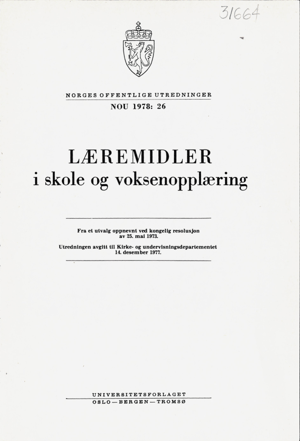 31664
NORGES OFFENTLIGE UTREDNINGER
NOU 1978: 26
LÆREMIDLER
i skole og voksenopplæring
Fra et utvalg oppnevnt ved kongelig resolusjon
av 25. mai 1973.
Utredningen avgitt til Kirke- og undervisningsdepartementet
14. desember 1977.
UNIVERSITETSFORLAGET
OSLO — BERGEN — TROMSØ